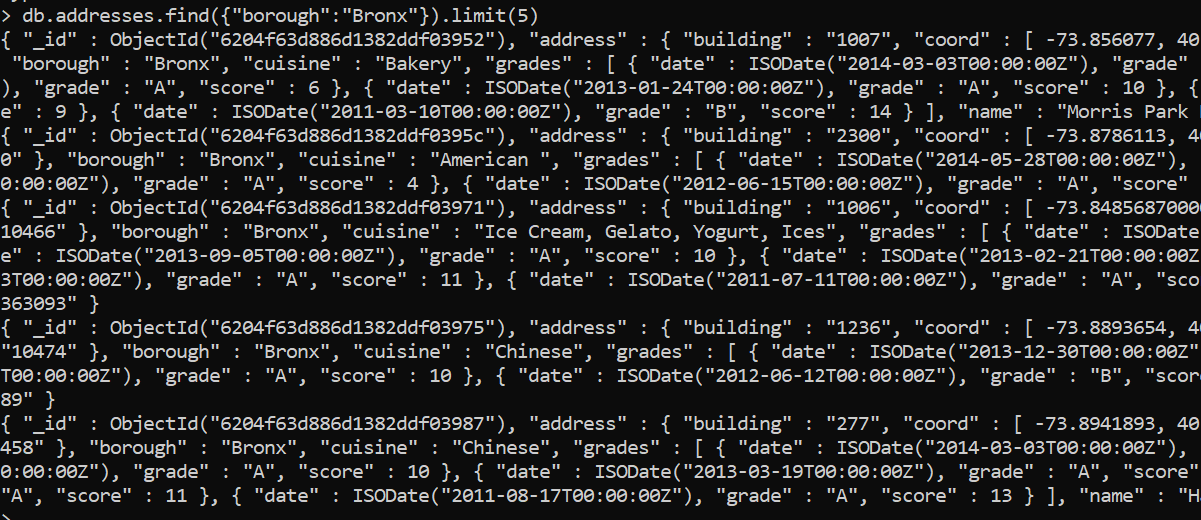 > db.addresses.find({"borough":"Bronx"}).limit(5)
{ "_id" : ObjectId("6204f63d886d1382ddf03952"), "address" : { "building" : "1007", "coord" : [ -73.856077, 40
"borough" : "Bronx", "cuisine" : "Bakery", "grades" : [ { "date" : ISODate("2014-03-03T00:00:00Z"), "grade"
), "grade" : "A", "score" : 6 }, { "date" : ISODate("2013-01-24T00:00:00Z"), "grade" : "A", "score" : 10 }, {
e" : 9 }, { "date" : ISODate("2011-03-10T00:00:00Z"), "grade" : "B", "score" : 14 } ], "name" : "Morris Park
{ "_id" : ObjectId("6204f63d886d1382ddf0395c"), "address" : { "building" : "2300", "coord" : [ -73.8786113, 40
0" }, "borough" : "Bronx", "cuisine" : "American ", "grades" : [ { "date" : ISODate("2014-05-28T00:00:00Z"),
0:00:00Z"), "grade" : "A", "score" : 4 }, { "date" : ISODate("2012-06-15T00:00:00Z"), "grade" : "A", "score"
{ "_id" : ObjectId("6204f63d886d1382ddf03971"), "address" : { "building" : "1006", "coord" : [ -73.8485687000
10466" }, "borough" : "Bronx", "cuisine" : "Ice Cream, Gelato, Yogurt, Ices", "grades" : [ { "date" : ISODate
e" : ISODate("2013-09-05T00:00:00Z"), "grade" : "A", "score" : 10 }, { "date" : ISODate("2013-02-21T00:00:00Z
3T00:00:00Z"), "grade" : "A", "score" : 11 }, { "date" : ISODate("2011-07-11T00:00:00Z"), "grade" : "A", "sco
363093" }
{ "_id" : ObjectId("6204f63d886d1382ddf03975"), "address" : { "building" : "1236", "coord" : [ -73.8893654, 40
"10474" }, "borough" : "Bronx", "cuisine" : "Chinese", "grades" : [ { "date" : ISODate("2013-12-30T00:00:00Z"
T00:00:00Z"), "grade" : "A", "score" : 10 }, { "date" : ISODate("2012-06-12T00:00:00Z"), "grade" : "B", "scor
89" }
{ "_id" : ObjectId("6204f63d886d1382ddf03987"), "address" : { "building" : "277", "coord" : [ -73.8941893, 40
458" }, "borough" : "Bronx", "cuisine" : "Chinese", "grades" : [ { "date" : ISODate("2014-03-03T00:00:00Z"),
0:00:00Z"), "grade" : "A", "score" : 10 }, { "date" : ISODate("2013-03-19T00:00:00Z"), "grade" : "A", "score"
"A", "score" : 11 }, { "date" : ISODate("2011-08-17T00:00:00Z"), "grade" : "A", "score" : 13 } ], "name" : "H